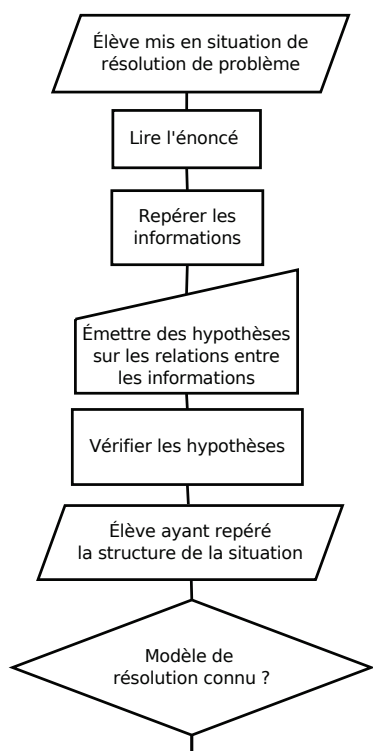 Élève mis en situation de
résolution de problème
Lire l'énoncé
Repérer les
informations
Émettre des hypothèses
sur les relations entre
les informations
Vérifier les hypothèses
Élève ayant repéré
la structure de la situation
Modèle de
résolution connu ?